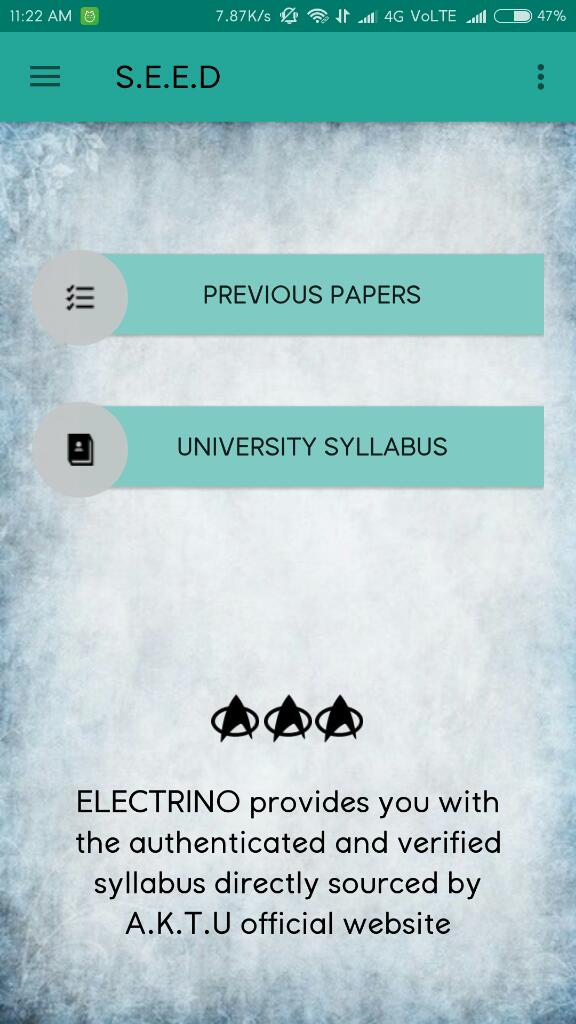 11:22 AM 7.87K/s 4G VoLTE 47%
S.E.E.D
PREVIOUS PAPERS
UNIVERSITY SYLLABUS
ELECTRINO provides you with
the authenticated and verified
syllabus directly sourced by
A.K.T.U official website